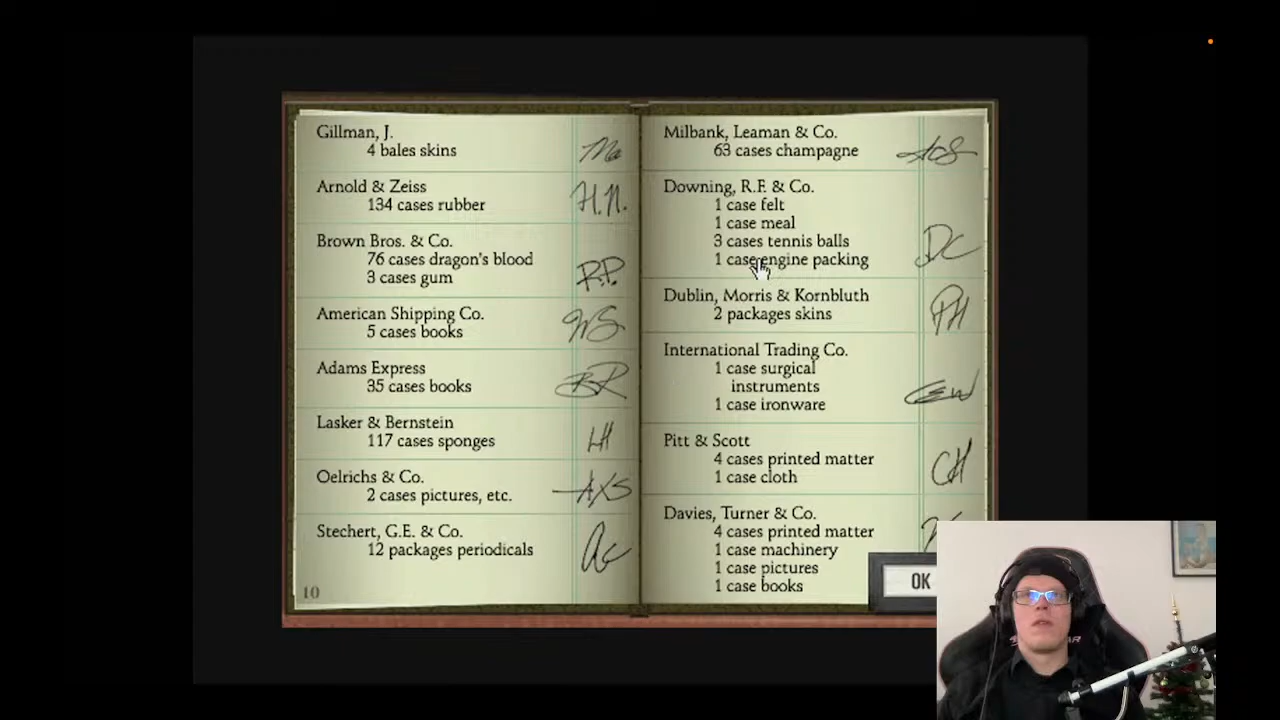 Gillman, J.
4 bales skins
Arnold & Zeiss
134 cases rubber
H.N.
Brown Bros. & Co.
76 cases dragon's blood
3 cases gum
R.P.
American Shipping Co.
5 cases books
WS
Adams Express
35 cases books
BR
Lasker & Bernstein
117 cases sponges
LH
Oelrichs & Co.
2 cases pictures, etc.
AXS
Stechert, G.E. & Co.
12 packages periodicals
Ac
10
Milbank, Leaman & Co.
63 cases champagne
Downing, R.F. & Co.
1 case felt
1 case meal
3 cases tennis balls
1 case engine packing
DC
Dublin, Morris & Kornbluth
2 packages skins
PH
International Trading Co.
1 case surgical
instruments
1 case ironware
CEW
Pitt & Scott
4 cases printed matter
1 case cloth
CH
Davies, Turner & Co.
4 cases printed matter
1 case machinery
1 case pictures
1 case books
OK